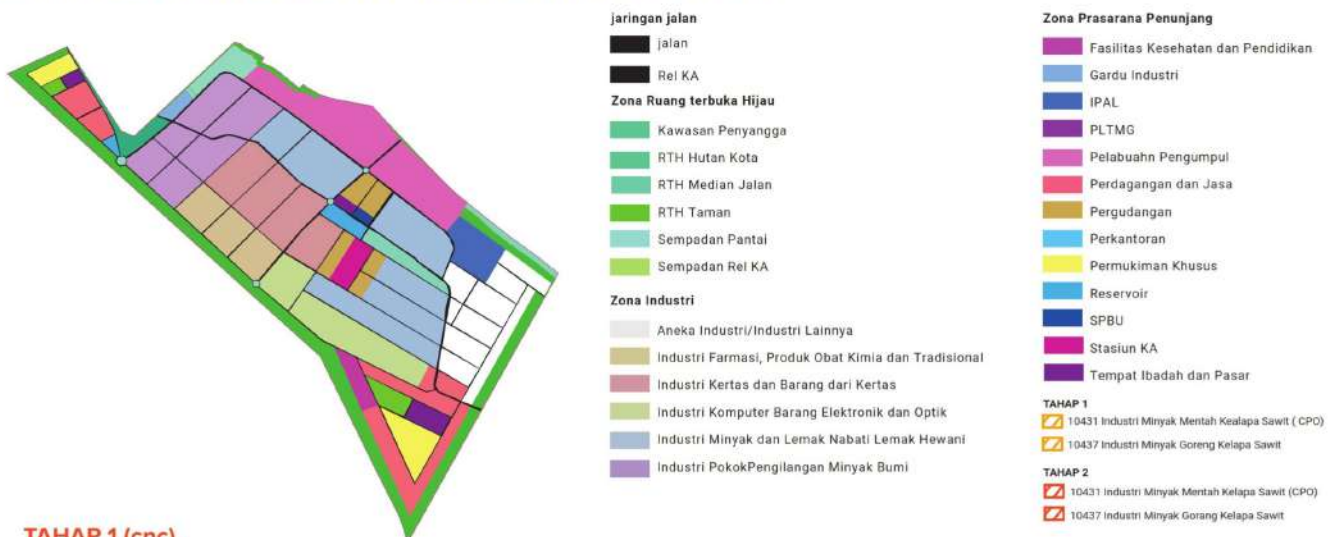 jaringan jalan
jalan
Rel KA
Zona Ruang terbuka Hijau
Kawasan Penyangga
RTH Hutan Kota
RTH Median Jalan
RTH Taman
Sempadan Pantai
Sempadan Rel KA
Zona Industri
Aneka Industri/Industri Lainnya
Industri Farmasi, Produk Obat Kimia dan Tradisional
Industri Kertas dan Barang dari Kertas
Industri Komputer Barang Elektronik dan Optik
Industri Minyak dan Lemak Nabati Lemak Hewani
Industri PokokPengilangan Minyak Bumi
Zona Prasarana Penunjang
Fasilitas Kesehatan dan Pendidikan
Gardu Industri
IPAL
PLTMG
Pelabuahn Pengumpul
Perdagangan dan Jasa
Pergudangan
Perkantoran
Permukiman Khusus
Reservoir
SPBU
Stasiun KA
Tempat Ibadah dan Pasar
TAHAP 1
10431 Industri Minyak Mentah Kealapa Sawit ( CPO)
10437 Industri Minyak Goreng Kelapa Sawit
TAHAP 2
10431 Industri Minyak Mentah Kelapa Sawit (CPO)
10437 Industri Minyak Gorang Kelapa Sawit
TAHAP 1 (cpc)